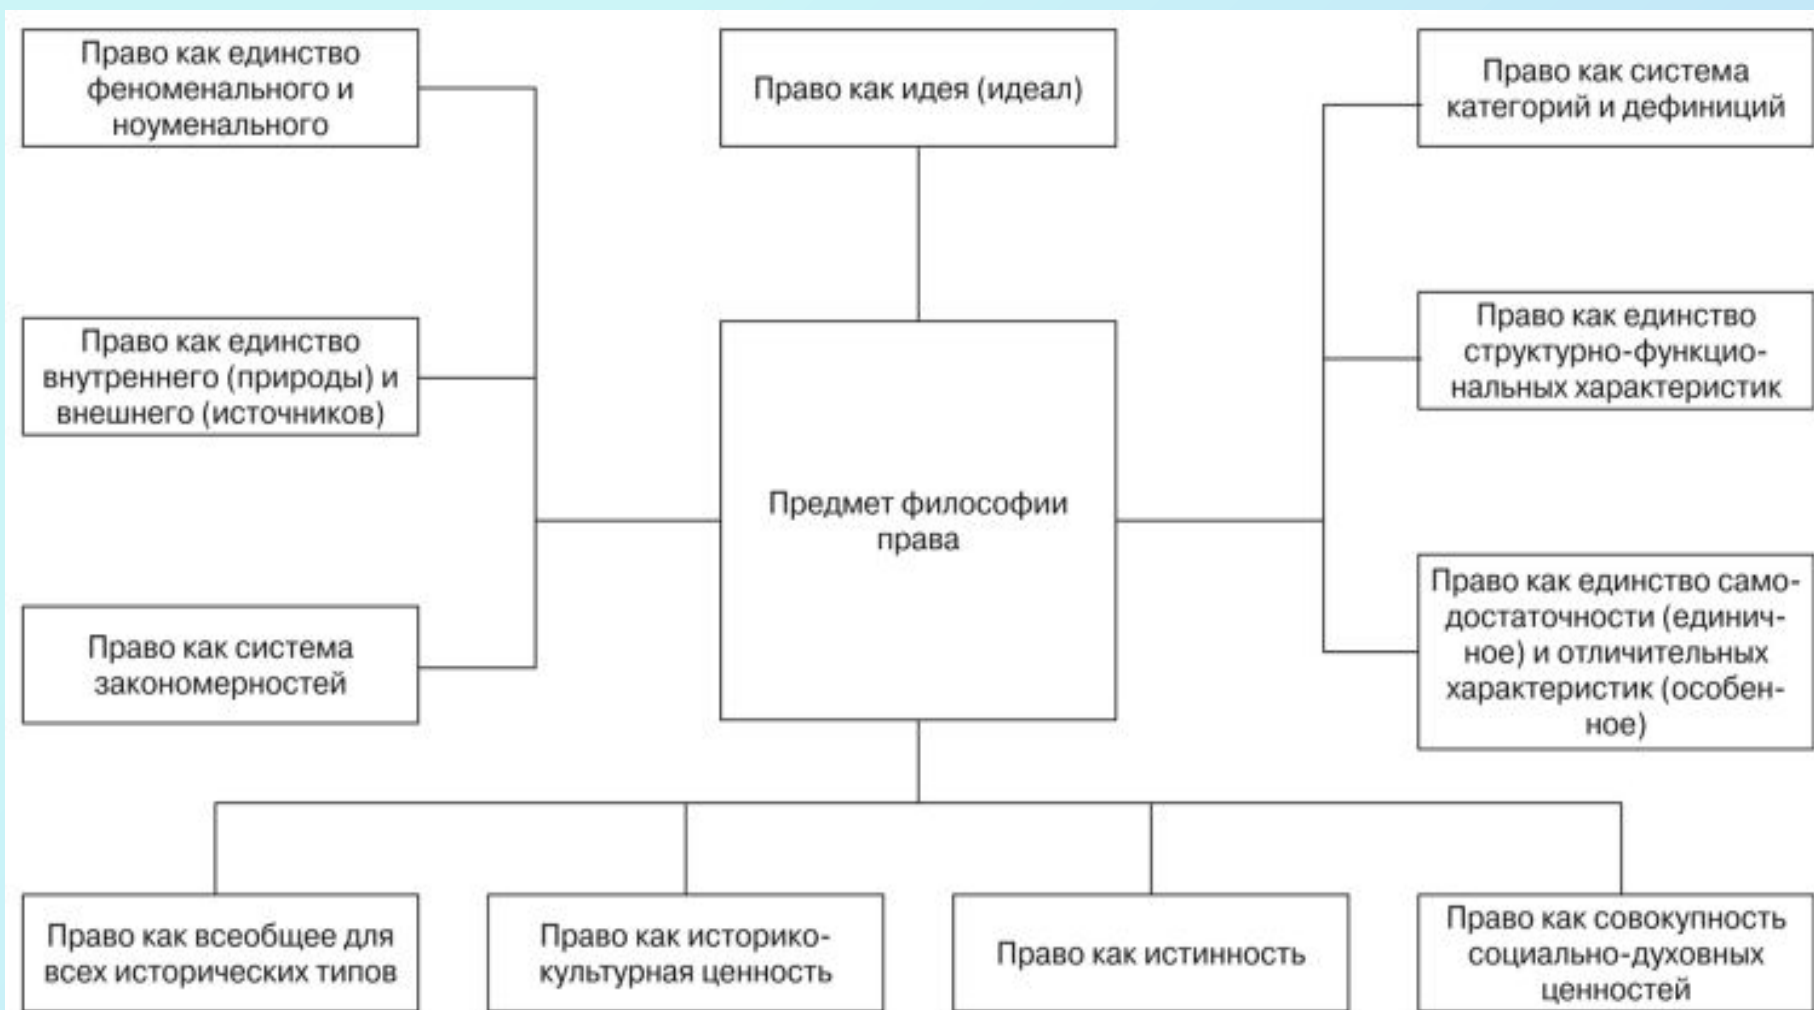 Право как единство
феноменального и
ноуменального
Право как идея (идеал)
Право как система
категорий и дефиниций
Право как единство
внутреннего (природы) и
внешнего (источников)
Право как единство
структурно-функцио-
нальных характеристик
Предмет философии
права
Право как система
закономерностей
Право как единство само-
достаточности (единич-
ное) и отличительных
характеристик (особен-
ное)
Право как всеобщее для
всех исторических типов
Право как историко-
культурная ценность
Право как истинность
Право как совокупность
социально-духовных
ценностей